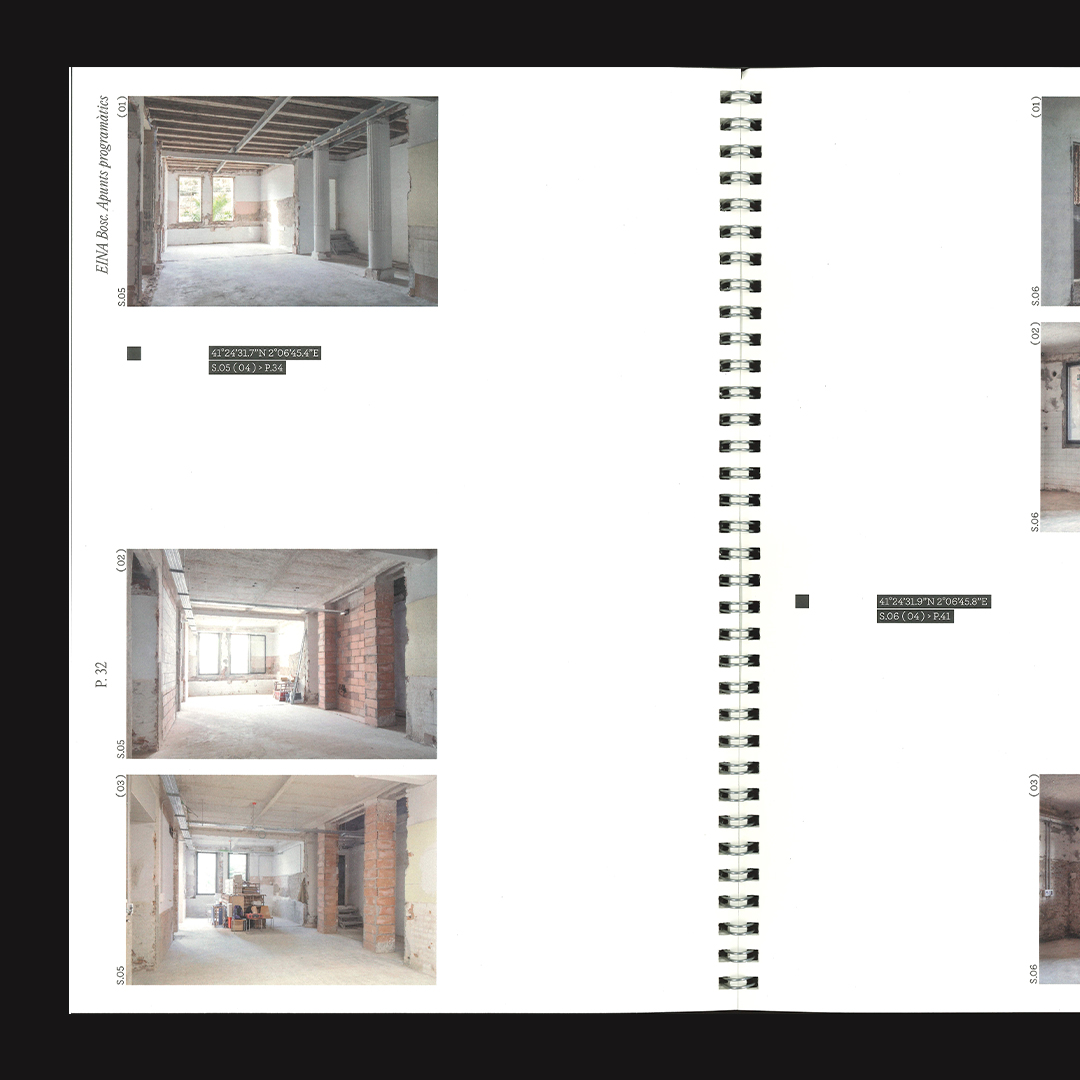 EINA Bosc. Apunts programàtics
(01)
S.05
41°24'31.7"N 2°06'45.4"E
S.05 (04) > P.34
(02)
P. 32
S.05
(03)
S.05
(01)
S.06
(02)
S.06
41°24'31.9"N 2°06'45.8"E
S.06 (04) > P.41
(03)
S.06